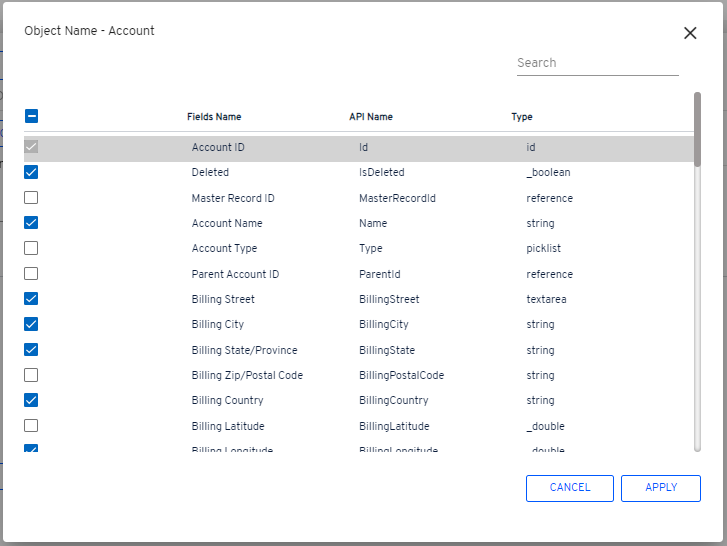 Object Name - Account
Search
Fields Name API Name Type
Account ID Id id
Deleted IsDeleted _boolean
Master Record ID MasterRecordId reference
Account Name Name string
Account Type Type picklist
Parent Account ID ParentId reference
Billing Street BillingStreet textarea
Billing City BillingCity string
Billing State/Province BillingState string
Billing Zip/Postal Code BillingPostalCode string
Billing Country BillingCountry string
Billing Latitude BillingLatitude _double
Billing Longitude BillingLongitude _double
CANCEL APPLY